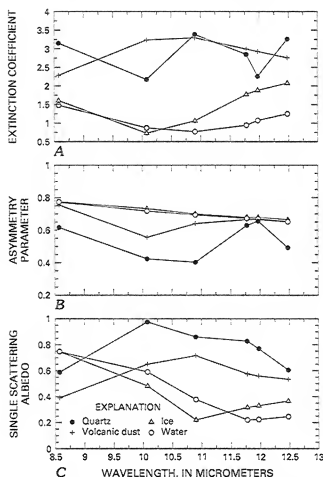 EXTINCTION COEFFICIENT
4
3.5
3
2.5
2
1.5
1
0.5
A
ASYMMETRY PARAMETER
1
0.8
0.6
0.4
0.2
B
SINGLE SCATTERING ALBEDO
1
0.8
0.6
0.4
0.2
0
EXPLANATION
Quartz
Ice
Volcanic dust
Water
8.5 9 9.5 10 10.5 11 11.5 12 12.5 13
C
WAVELENGTH, IN MICROMETERS